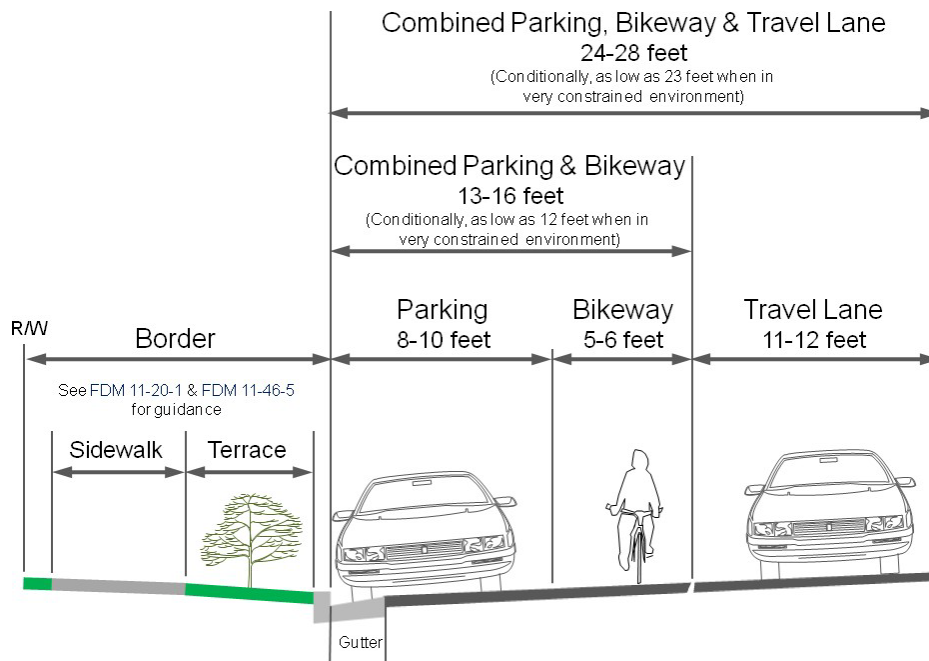 Combined Parking, Bikeway & Travel Lane
24-28 feet
(Conditionally, as low as 23 feet when in
very constrained environment)
Combined Parking & Bikeway
13-16 feet
(Conditionally, as low as 12 feet when in
very constrained environment)
R/W
Border
Parking
8-10 feet
Bikeway
5-6 feet
Travel Lane
11-12 feet
See FDM 11-20-1 & FDM 11-46-5
for guidance
Sidewalk
Terrace
Gutter